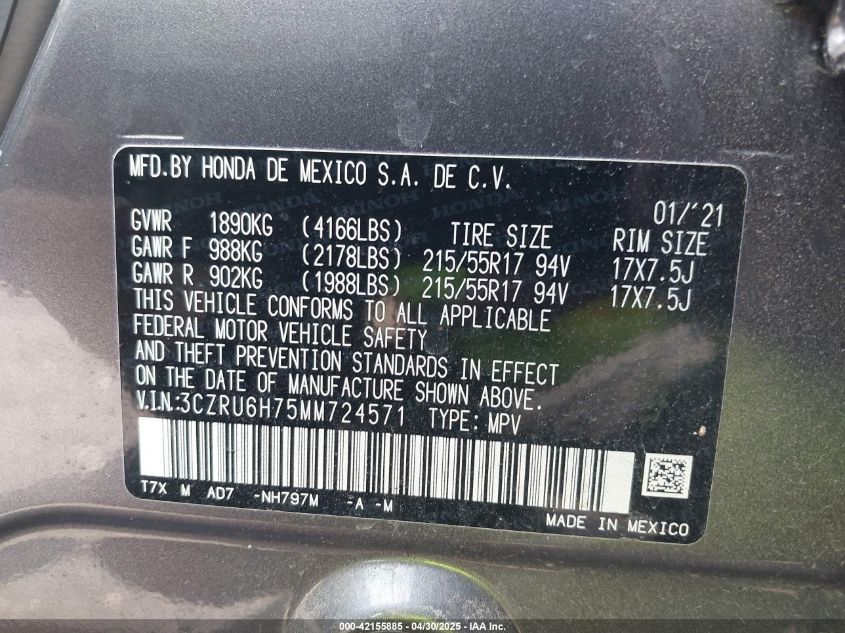 MFD.BY HONDA DE MEXICO S.A. DE C.V.
01/'21
GVWR 1890KG (4166LBS) TIRE SIZE RIM SIZE
GAWR F 988KG (2178LBS) 215/55R17 94V 17X7.5J
GAWR R 902KG (1988LBS) 215/55R17 94V 17X7.5J
THIS VEHICLE CONFORMS TO ALL APPLICABLE
FEDERAL MOTOR VEHICLE SAFETY
AND THEFT PREVENTION STANDARDS IN EFFECT
ON THE DATE OF MANUFACTURE SHOWN ABOVE.
V.I.N:3CZRU6H75MM724571 TYPE: MPV
T7X M AD7 -NH797M -A -M
MADE IN MEXICO
000-42155885 - 04/30/2025 - IAA Inc.